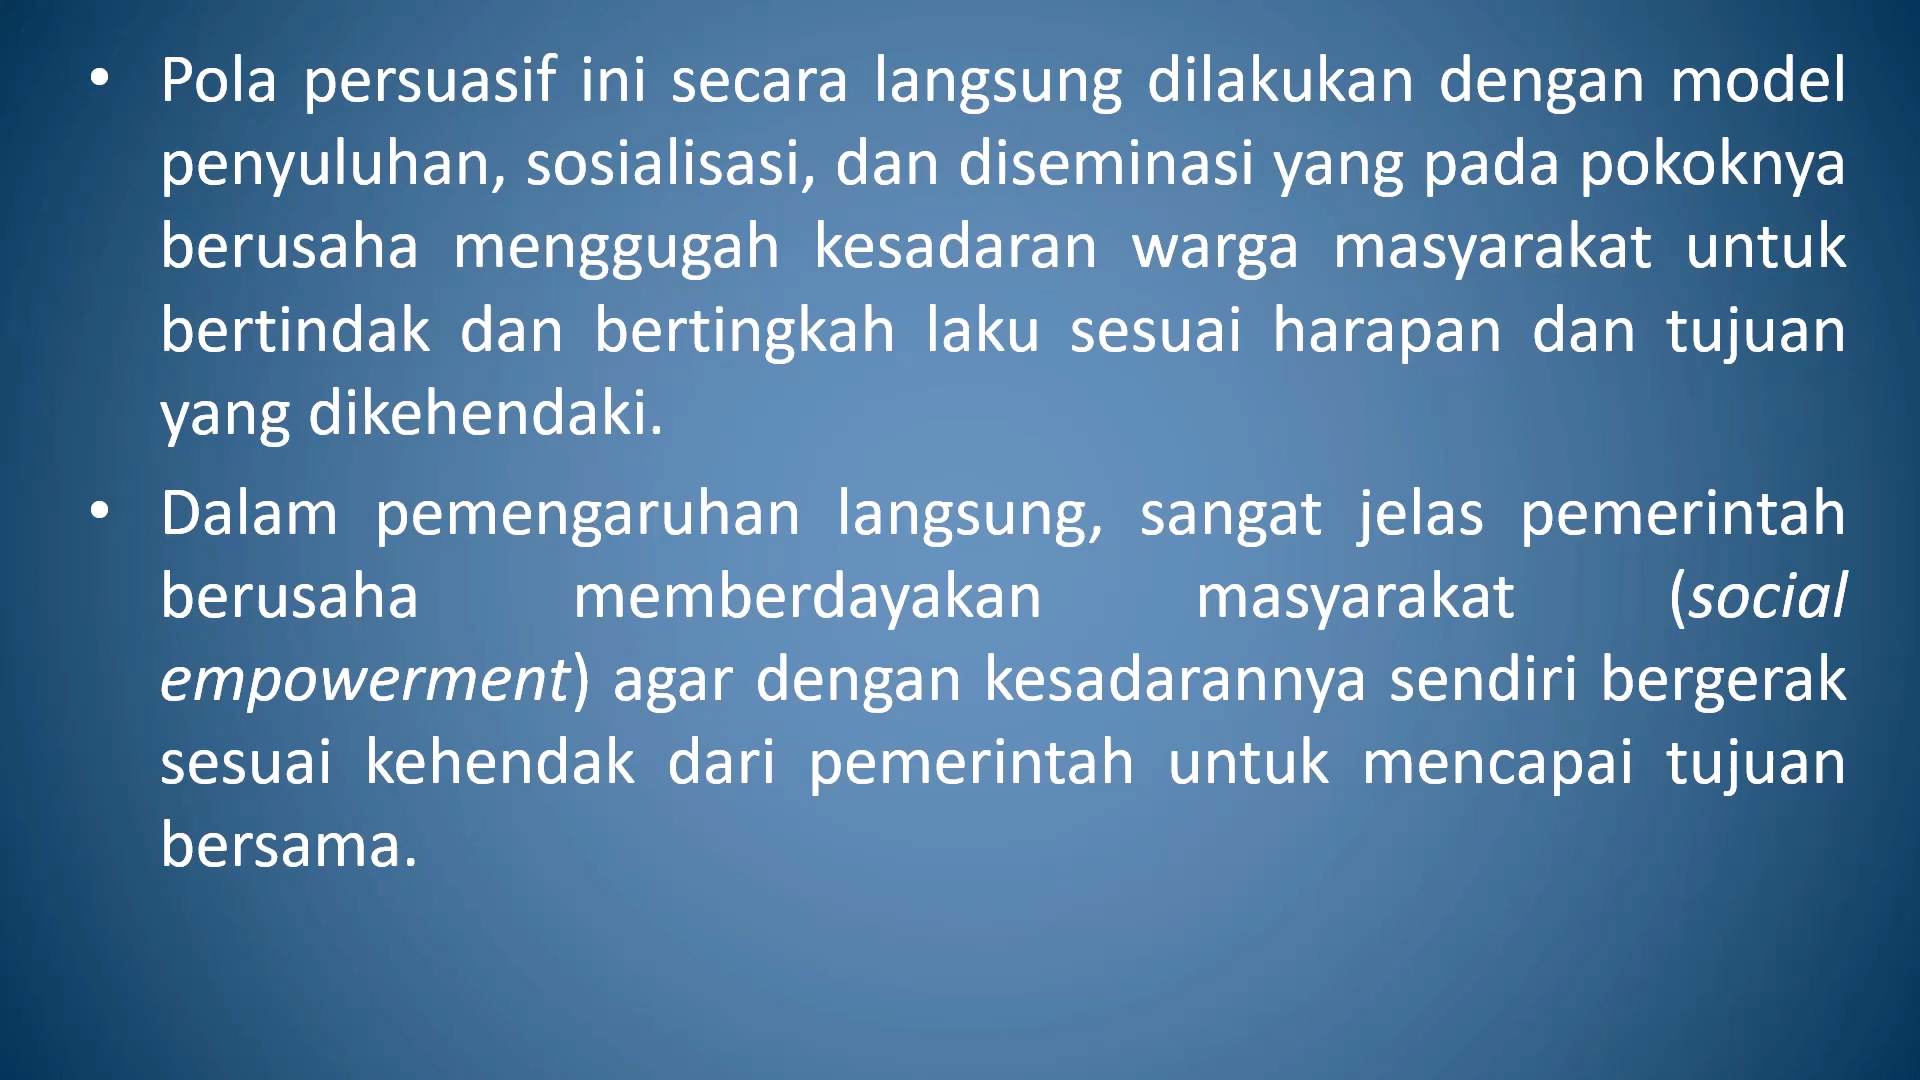 • Pola persuasif ini secara langsung dilakukan dengan model
penyuluhan, sosialisasi, dan diseminasi yang pada pokoknya
berusaha menggugah kesadaran warga masyarakat untuk
bertindak dan bertingkah laku sesuai harapan dan tujuan
yang dikehendaki.
• Dalam pemengaruhan langsung, sangat jelas pemerintah
berusaha memberdayakan masyarakat (social
empowerment) agar dengan kesadarannya sendiri bergerak
sesuai kehendak dari pemerintah untuk mencapai tujuan
bersama.